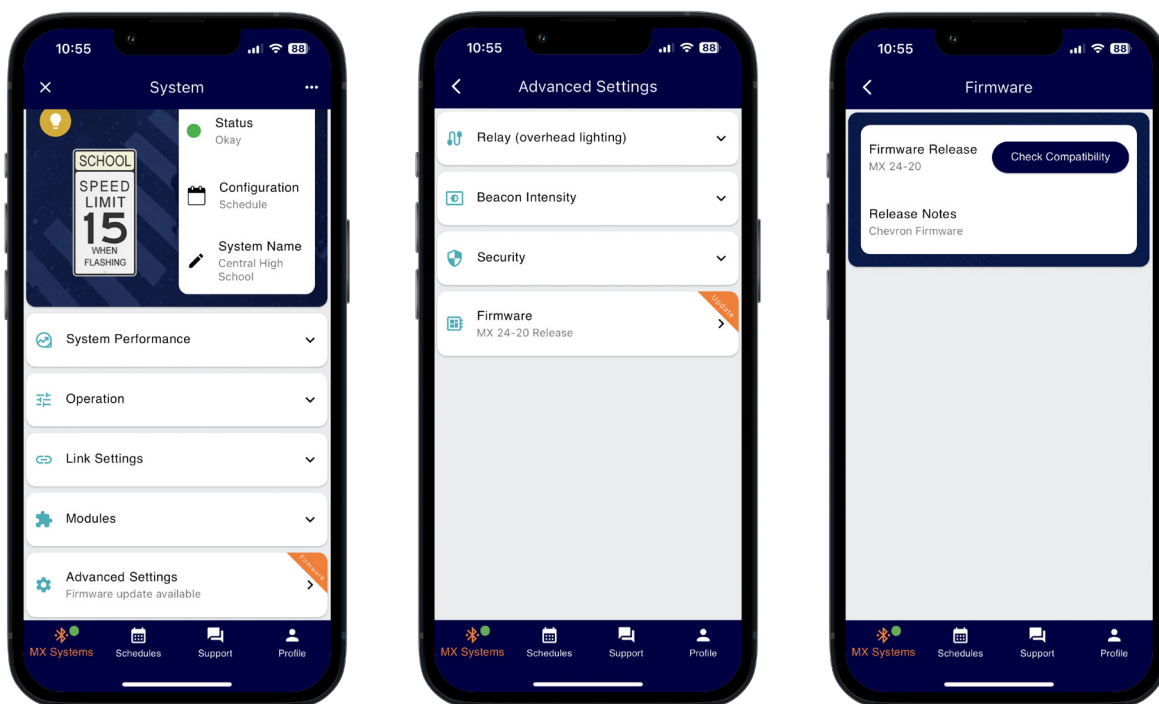 10:55
88
System
Status
Okay
SCHOOL
SPEED
LIMIT
15
WHEN
FLASHING
Configuration
Schedule
System Name
Central High
School
System Performance
Operation
Link Settings
Modules
Firmware
Advanced Settings
Firmware update available
MX Systems
Schedules
Support
Profile
10:55
88
Advanced Settings
Relay (overhead lighting)
Beacon Intensity
Security
Update
Firmware
MX 24-20 Release
MX Systems
Schedules
Support
Profile
10:55
88
Firmware
Firmware Release
MX 24-20
Check Compatibility
Release Notes
Chevron Firmware
MX Systems
Schedules
Support
Profile